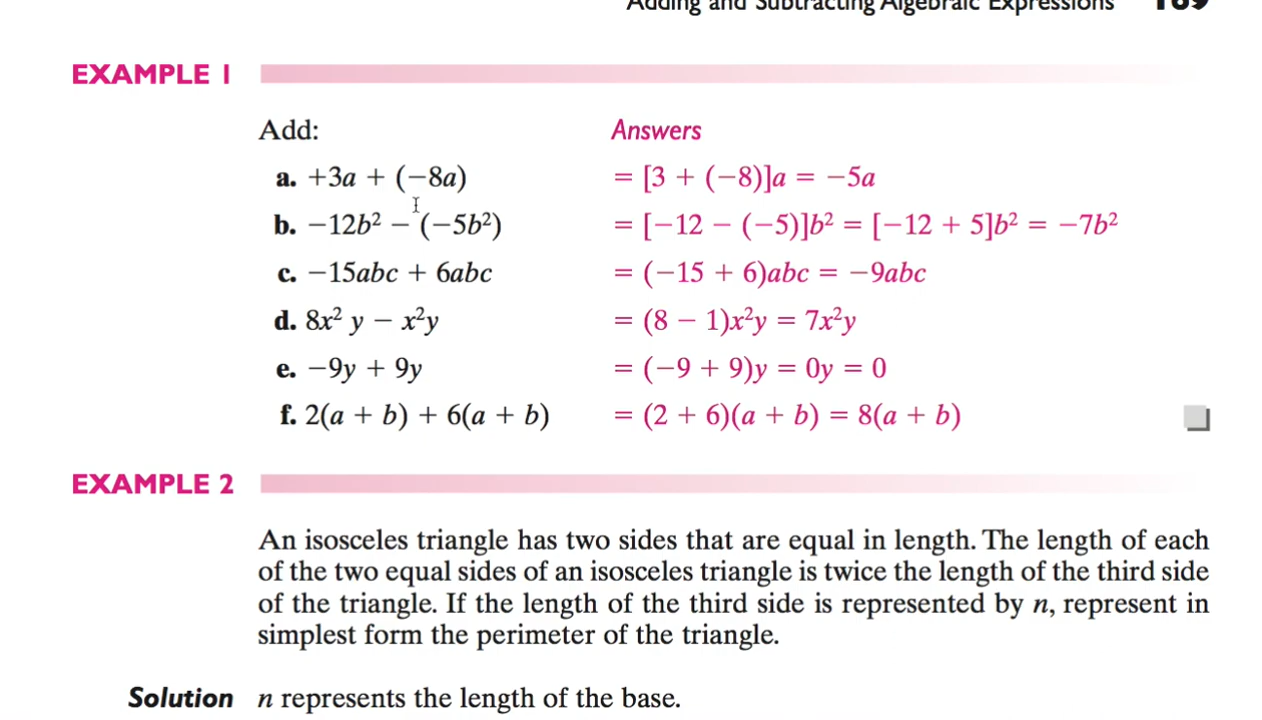 Adding and Subtracting Algebraic Expressions 169
EXAMPLE 1
Add: Answers
a. +3a + (−8a) = [3 + (−8)]a = −5a
b. −12b² − (−5b²) = [−12 − (−5)]b² = [−12 + 5]b² = −7b²
c. −15abc + 6abc = (−15 + 6)abc = −9abc
d. 8x² y − x²y = (8 − 1)x²y = 7x²y
e. −9y + 9y = (−9 + 9)y = 0y = 0
f. 2(a + b) + 6(a + b) = (2 + 6)(a + b) = 8(a + b)
EXAMPLE 2
An isosceles triangle has two sides that are equal in length. The length of each
of the two equal sides of an isosceles triangle is twice the length of the third side
of the triangle. If the length of the third side is represented by n, represent in
simplest form the perimeter of the triangle.
Solution n represents the length of the base.